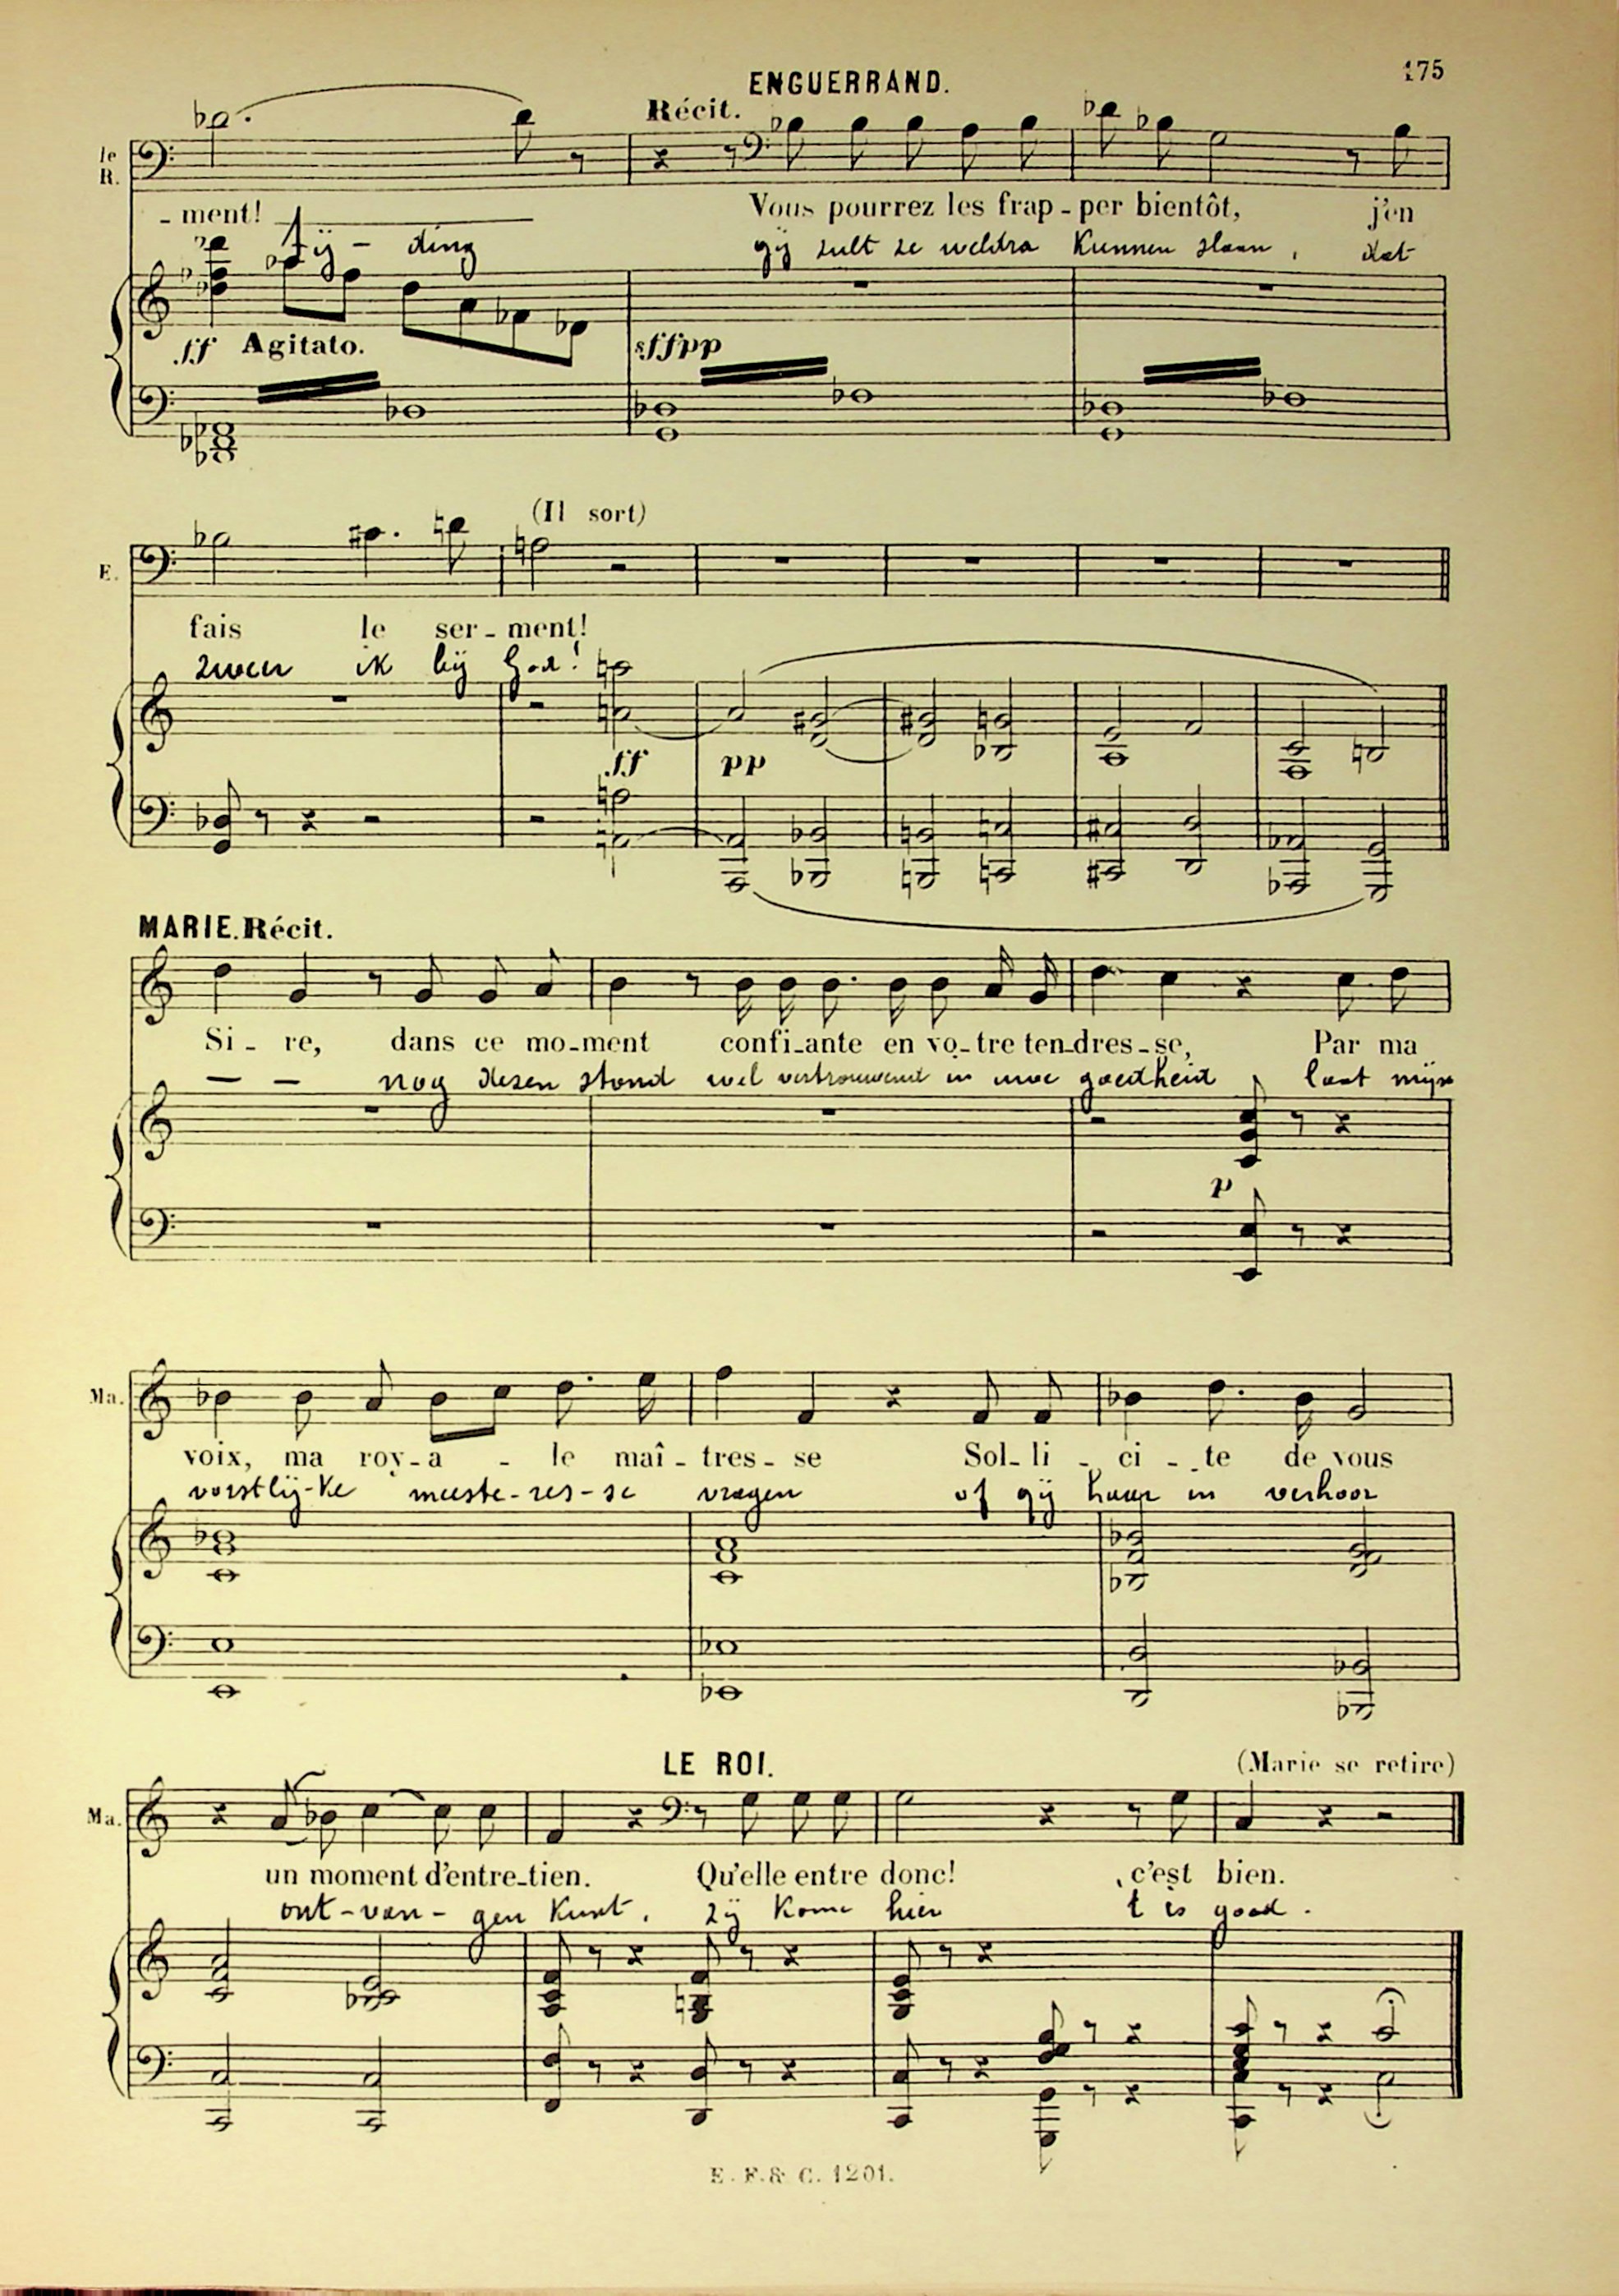 175
ENGUERRAND.
Récit.
le R.
- ment! Vous pourrez les frap - per bientôt, j'en
ding gij zult ze weldra kunnen slaan, dat
ff Agitato. sffpp
(Il sort)
E.
fais le ser - ment!
zweer ik bij God!
ff pp
MARIE. Récit.
Si - re, dans ce mo - ment confi - ante en vo - tre ten - dres - se, Par ma
— — nog dezen stond wel vertrouwend in uwe goedheid laat mijn
p
Ma.
voix, ma roy - a - le maî - tres - se Sol - li - ci - te de vous
vorstlij - ke meeste - res - se vragen of gij haar in verhoor
LE ROI. (Marie se retire)
Ma.
un moment d'entre - tien. Qu'elle entre donc! c'est bien.
ont - van - gen kunt. zij kome hier t is goed.
E. F. & C. 1201.